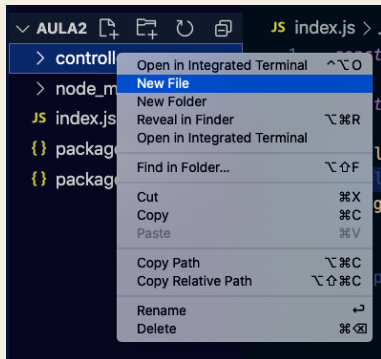 AULA2
JS index.js > .
controll
Open in Integrated Terminal ^⌥O
node_m
New File
New Folder
JS index.js
Reveal in Finder ⌥⌘R
Open in Integrated Terminal
{} package
Find in Folder... ⌥⇧F
{} package
Cut ⌘X
Copy ⌘C
Paste ⌘V
Copy Path ⌥⌘C
Copy Relative Path ⌥⇧⌘C
Rename ↩
Delete ⌘⌫